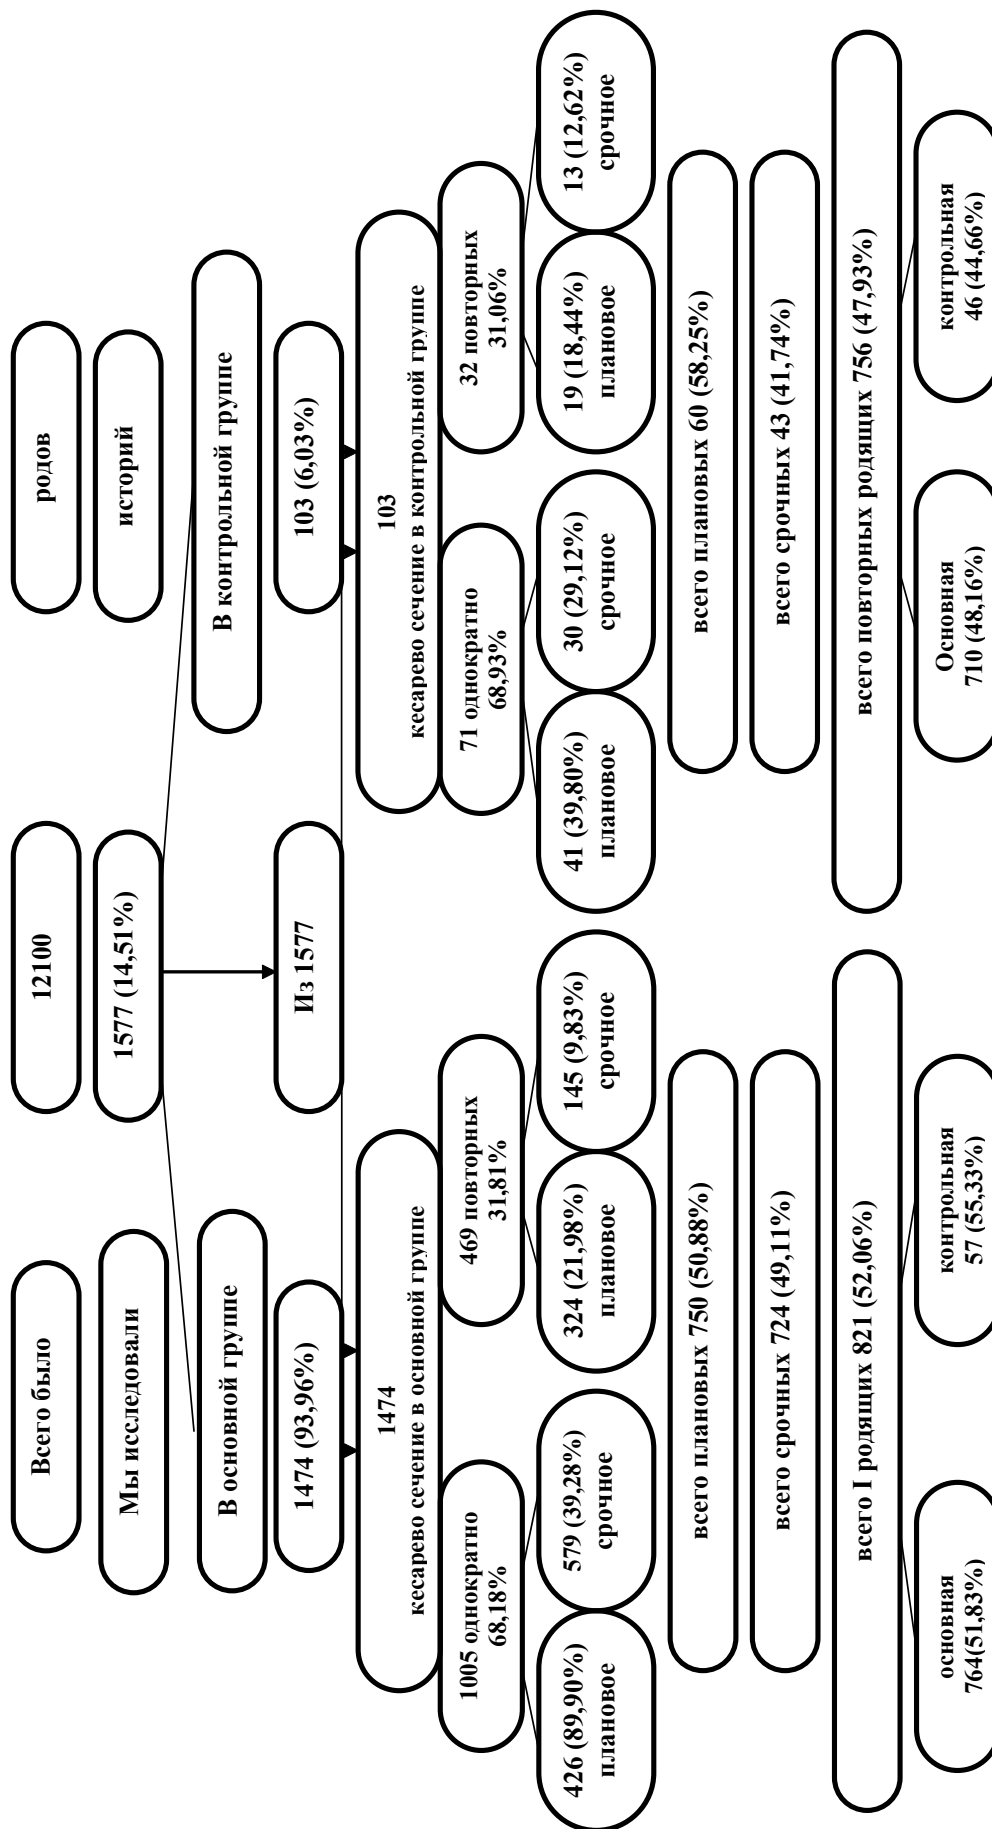 Всего было
12100
родов
Мы исследовали
1577 (14,51%)
историй
В основной группе
В контрольной группе
1474 (93,96%)
Из 1577
103 (6,03%)
1474
кесарево сечение в основной группе
103
кесарево сечение в контрольной группе
1005 однократно
68,18%
469 повторных
31,81%
71 однократно
68,93%
32 повторных
31,06%
426 (89,90%)
плановое
579 (39,28%)
срочное
324 (21,98%)
плановое
145 (9,83%)
срочное
41 (39,80%)
плановое
30 (29,12%)
срочное
19 (18,44%)
плановое
13 (12,62%)
срочное
всего плановых 750 (50,88%)
всего плановых 60 (58,25%)
всего срочных 724 (49,11%)
всего срочных 43 (41,74%)
всего I родящих 821 (52,06%)
всего повторных родящих 756 (47,93%)
основная
764(51,83%)
контрольная
57 (55,33%)
Основная
710 (48,16%)
контрольная
46 (44,66%)